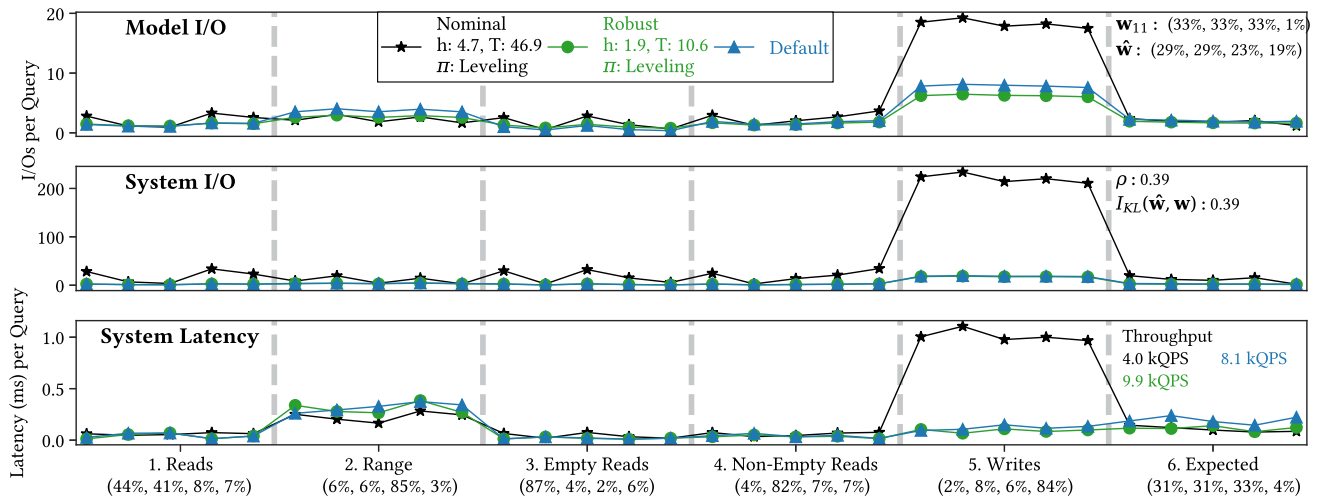 Model I/O
Nominal
h: 4.7, T: 46.9
π: Leveling
Robust
h: 1.9, T: 10.6
π: Leveling
Default
w11 : (33%, 33%, 33%, 1%)
ŵ : (29%, 29%, 23%, 19%)
20
10
0
I/Os per Query
System I/O
ρ : 0.39
I_KL(ŵ, w) : 0.39
200
100
0
System Latency
Throughput
4.0 kQPS 8.1 kQPS
9.9 kQPS
1.0
0.5
0.0
Latency (ms) per Query
1. Reads 2. Range 3. Empty Reads 4. Non-Empty Reads 5. Writes 6. Expected
(44%, 41%, 8%, 7%) (6%, 6%, 85%, 3%) (87%, 4%, 2%, 6%) (4%, 82%, 7%, 7%) (2%, 8%, 6%, 84%) (31%, 31%, 33%, 4%)